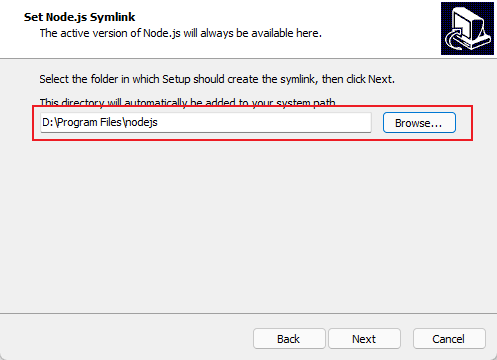 Set Node.js Symlink
The active version of Node.js will always be available here.
Select the folder in which Setup should create the symlink, then click Next.
This directory will automatically be added to your system path.
D:\Program Files\nodejs
Browse...
Back
Next
Cancel